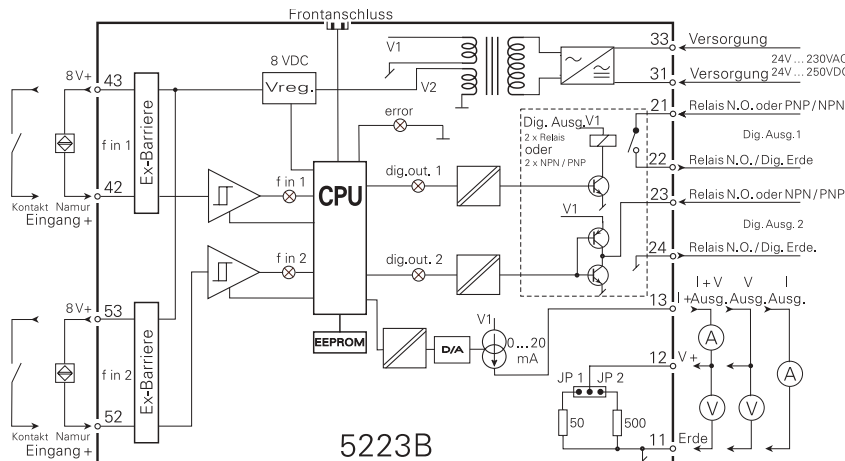 Frontanschluss
V1
33 Versorgung
24V ... 230VAC
24V ... 250VDC
31 Versorgung
8V+ 43
8 VDC
Vreg.
V2
error
21 Relais N.O. oder PNP / NPN
Dig. Ausg. V1
2 x Relais
oder
2 x NPN / PNP
Dig. Ausg.1
f in 1
Ex-Barriere
22 Relais N.O. / Dig. Erde
42
Kontakt Namur
Eingang +
f in 1
CPU
dig.out. 1
23 Relais N.O. oder NPN / PNP
V1
Dig. Ausg. 2
f in 2
dig.out. 2
24 Relais N.O. / Dig. Erde.
I + V V I
13 I + Ausg. Ausg. Ausg.
8V+ 53
EEPROM
D/A
V1
0...20
mA
A
12 V +
JP 1 JP 2
A
f in 2
Ex-Barriere
50 500
V V
52
Kontakt Namur
Eingang +
5223B
11 Erde